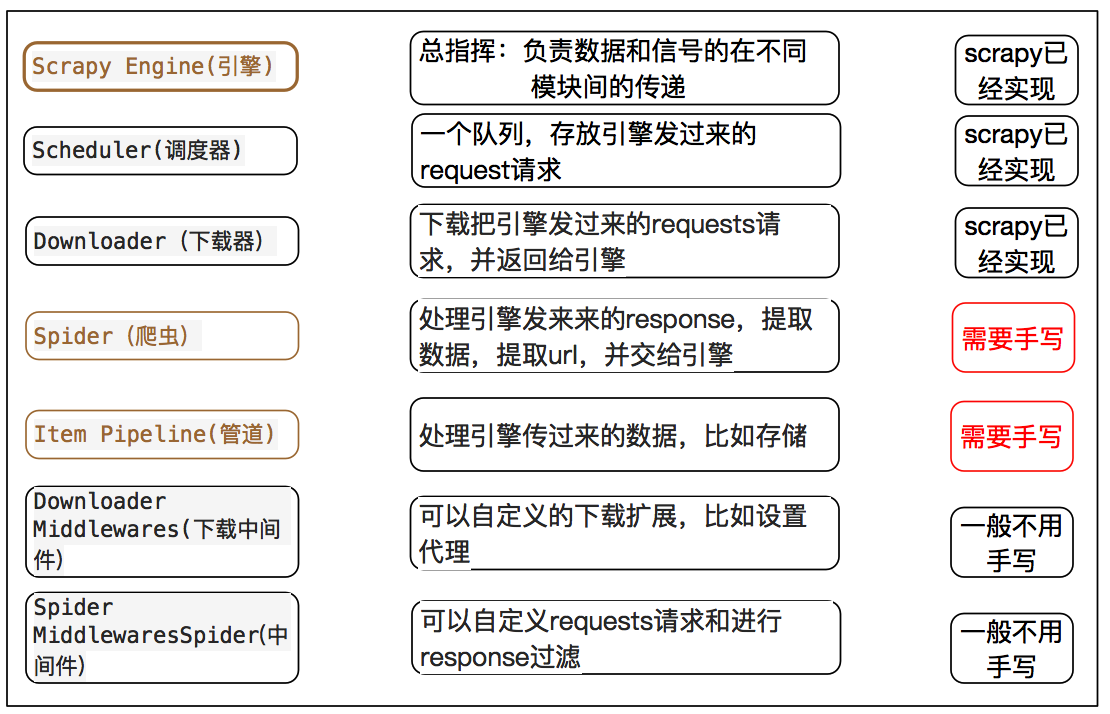 Scrapy Engine(引擎)
总指挥：负责数据和信号的在不同
模块间的传递
scrapy已
经实现
Scheduler(调度器)
一个队列，存放引擎发过来的
request请求
scrapy已
经实现
Downloader（下载器）
下载把引擎发过来的requests请
求，并返回给引擎
scrapy已
经实现
Spider（爬虫）
处理引擎发来来的response，提取
数据，提取url，并交给引擎
需要手写
Item Pipeline(管道)
处理引擎传过来的数据，比如存储
需要手写
Downloader
Middlewares(下载中间
件)
可以自定义的下载扩展，比如设置
代理
一般不用
手写
Spider
MiddlewaresSpider(中
间件)
可以自定义requests请求和进行
response过滤
一般不用
手写